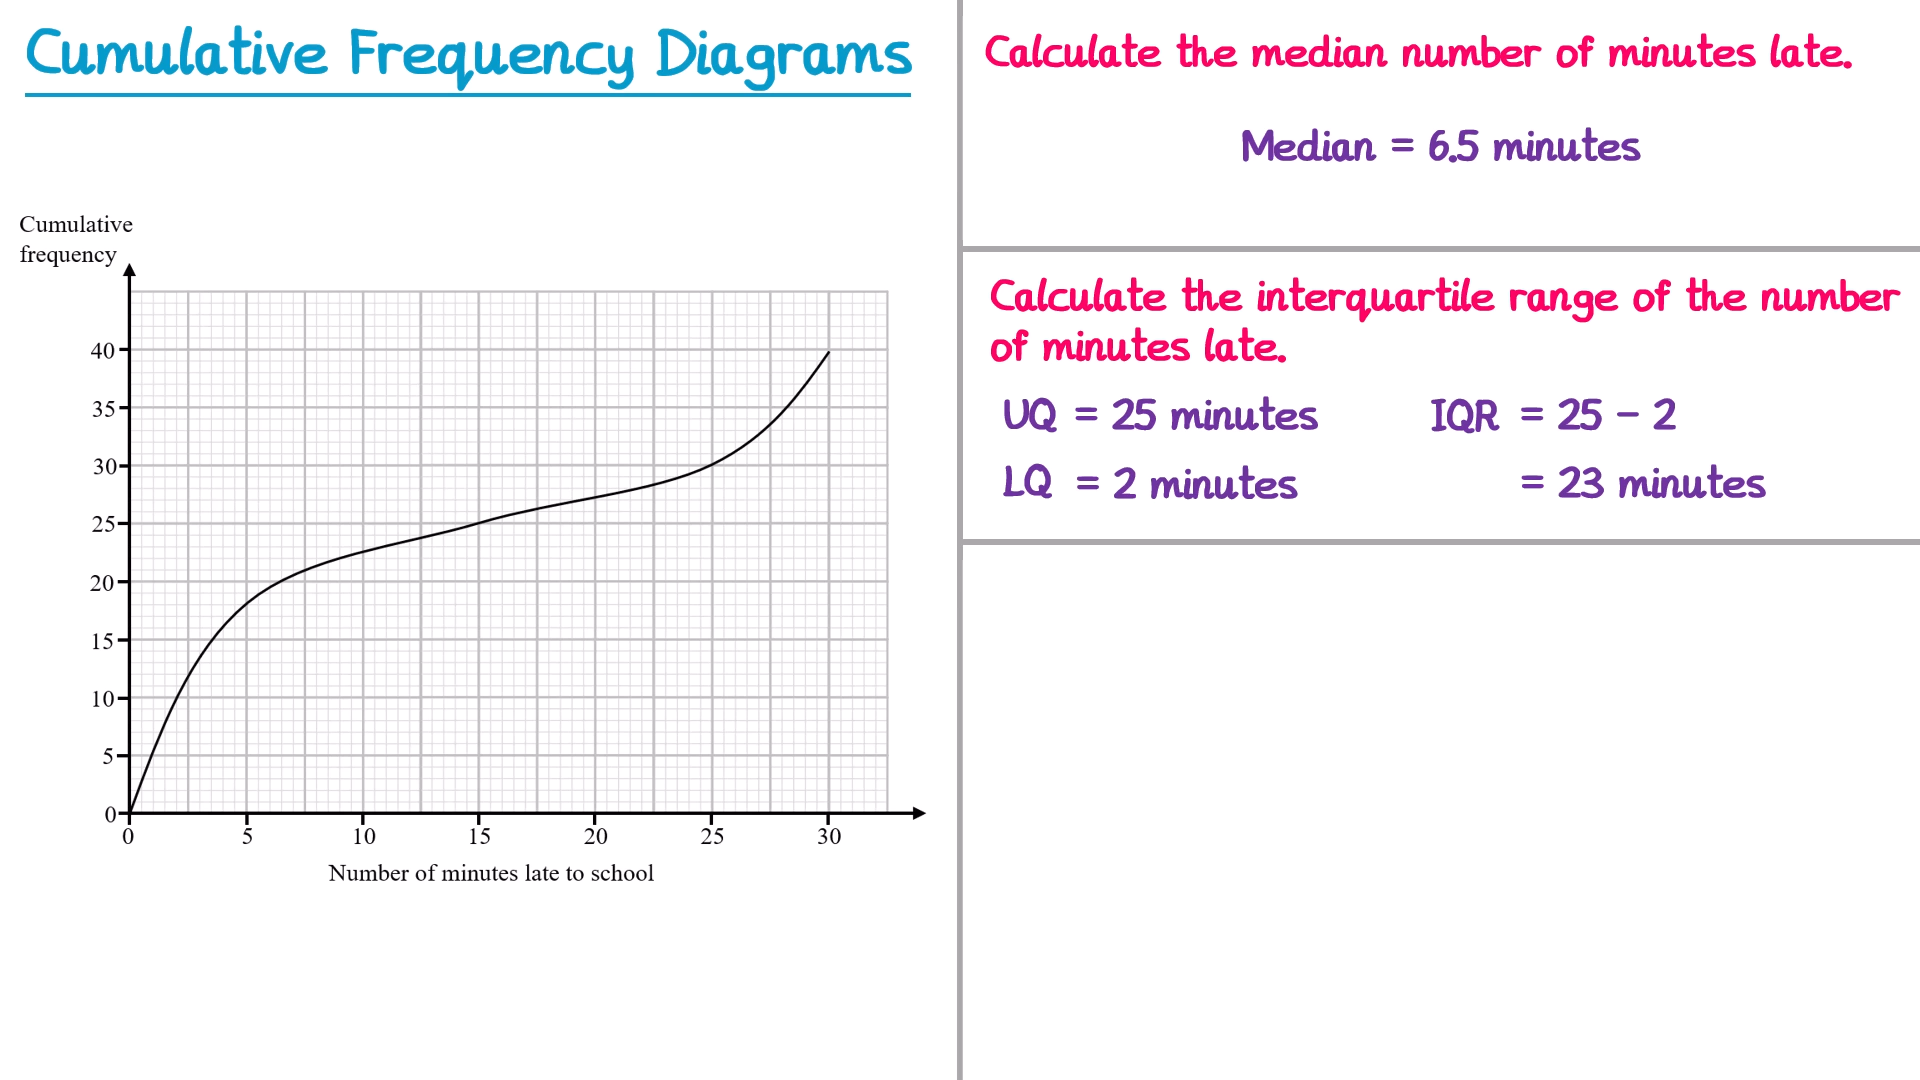 Cumulative Frequency Diagrams
Cumulative
frequency
40
35
30
25
20
15
10
5
0
0 5 10 15 20 25 30
Number of minutes late to school
Calculate the median number of minutes late.
Median = 6.5 minutes
Calculate the interquartile range of the number
of minutes late.
UQ = 25 minutes
LQ = 2 minutes
IQR = 25 – 2
= 23 minutes